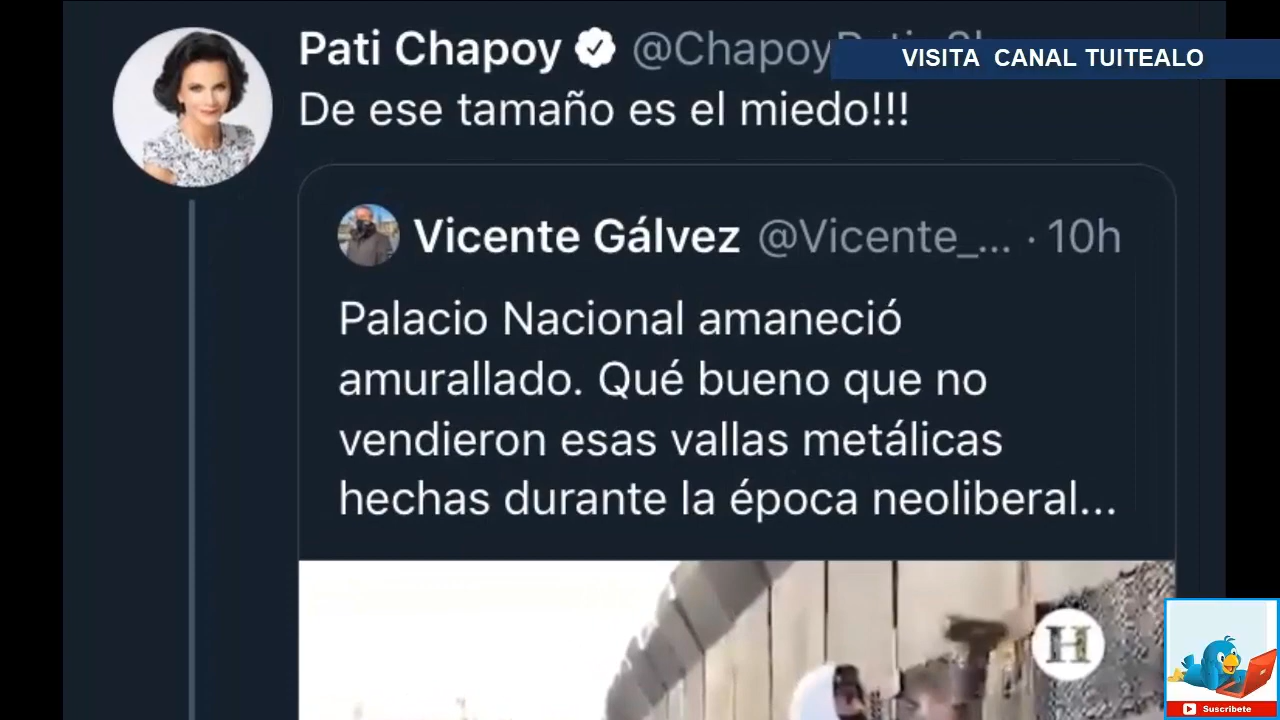 Pati Chapoy @Chapoy
VISITA CANAL TUITEALO
De ese tamaño es el miedo!!!
Vicente Gálvez @Vicente_... · 10h
Palacio Nacional amaneció
amurallado. Qué bueno que no
vendieron esas vallas metálicas
hechas durante la época neoliberal...
H
Suscribete